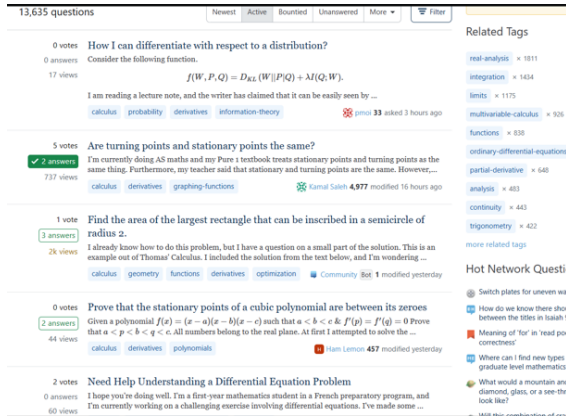 13,635 questions
Newest Active Bountied Unanswered More Filter
0 votes
0 answers
17 views
How I can differentiate with respect to a distribution?
Consider the following function.
f(W, P, Q) = D_{KL} (W||P|Q) + λI(Q; W).
I am reading a lecture note, and the writer has claimed that it can be easily seen by ...
calculus probability derivatives information-theory
pmor 33 asked 3 hours ago
5 votes
2 answers
737 views
Are turning points and stationary points the same?
I'm currently doing AS maths and my Pure 1 textbook treats stationary points and turning points as the
same thing. Furthermore, my teacher said that stationary and turning points are the same. However,...
calculus derivatives graphing-functions
Kamal Saleh 4,977 modified 16 hours ago
1 vote
3 answers
2k views
Find the area of the largest rectangle that can be inscribed in a semicircle of
radius 2.
I already know how to do this problem, but I have a question on a small part of the solution. This is an
example out of Thomas' Calculus. I included the solution from the text below, and I'm wondering ...
calculus geometry functions derivatives optimization
Community Bot 1 modified yesterday
0 votes
2 answers
44 views
Prove that the stationary points of a cubic polynomial are between its zeroes
Given a polynomial f(x) = (x − a)(x − b)(x − c) such that a < b < c & f'(p) = f'(q) = 0 Prove
that a < p < b < q < c. All numbers belong to the real plane. At first I attempted to solve the ...
calculus derivatives polynomials
Ham Lemon 457 modified yesterday
2 votes
0 answers
60 views
Need Help Understanding a Differential Equation Problem
I hope you're doing well. I'm a first-year mathematics student in a French preparatory program, and
I'm currently working on a challenging exercise involving differential equations. I've made some ...
Related Tags
real-analysis × 1811
integration × 1434
limits × 1175
multivariable-calculus × 926
functions × 838
ordinary-differential-equations
partial-derivative × 648
analysis × 483
continuity × 443
trigonometry × 422
more related tags
Hot Network Questi
Switch plates for uneven wa
How do we know there shou
between the titles in Isaiah
Meaning of 'for' in 'read po
correctness'
Where can I find new types
graduate level mathematics
What would a mountain an
diamond, glass, or see-thr
look like?